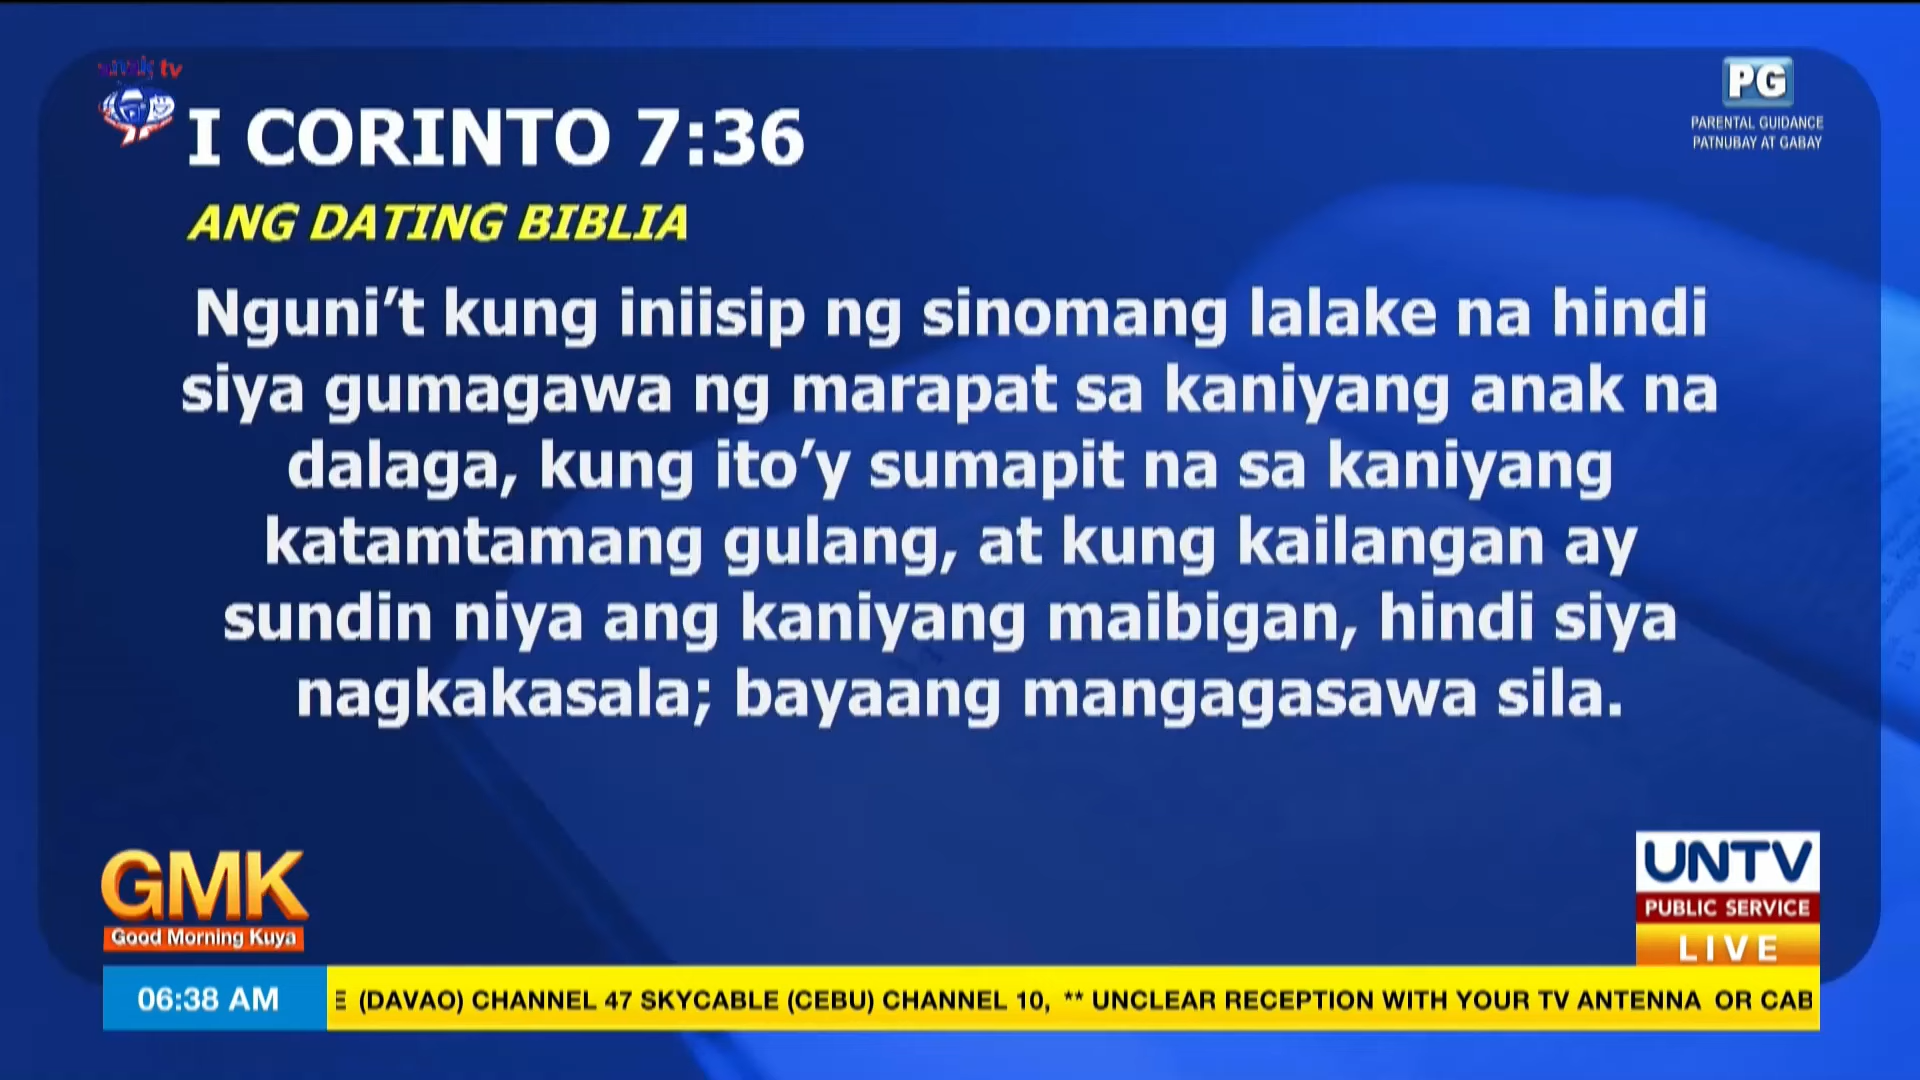 anak tv
PG
PARENTAL GUIDANCE
PATNUBAY AT GABAY
I CORINTO 7:36
ANG DATING BIBLIA
Nguni’t kung iniisip ng sinomang lalake na hindi
siya gumagawa ng marapat sa kaniyang anak na
dalaga, kung ito’y sumapit na sa kaniyang
katamtamang gulang, at kung kailangan ay
sundin niya ang kaniyang maibigan, hindi siya
nagkakasala; bayaang mangagasawa sila.
GMK
Good Morning Kuya
UNTV
PUBLIC SERVICE
LIVE
06:38 AM
E (DAVAO) CHANNEL 47 SKYCABLE (CEBU) CHANNEL 10, ** UNCLEAR RECEPTION WITH YOUR TV ANTENNA OR CAB